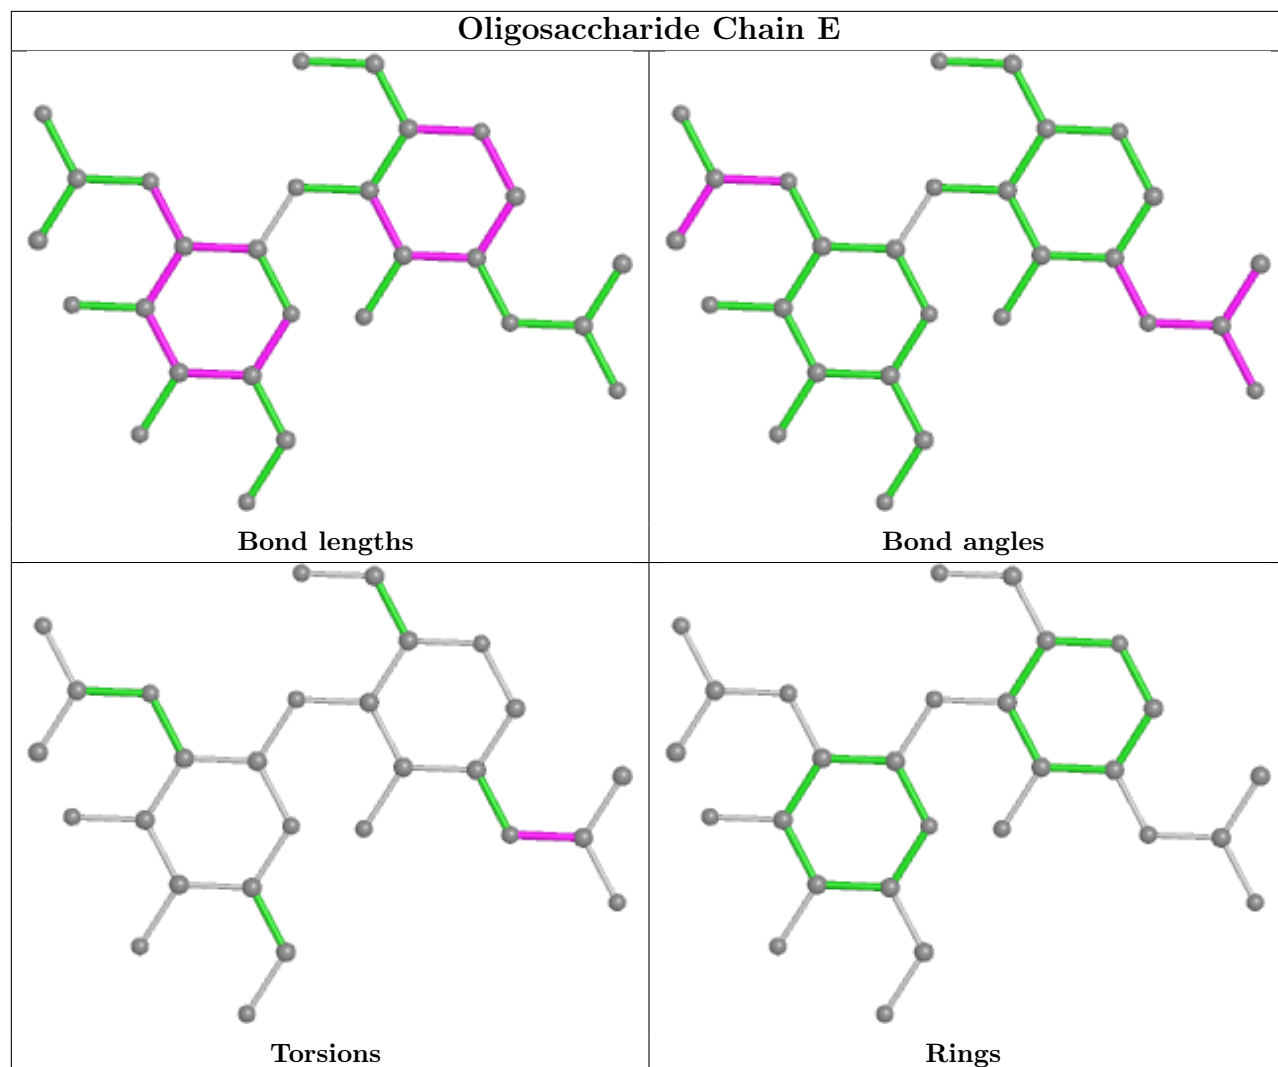 Oligosaccharide Chain E
Bond lengths
Bond angles
Torsions
Rings